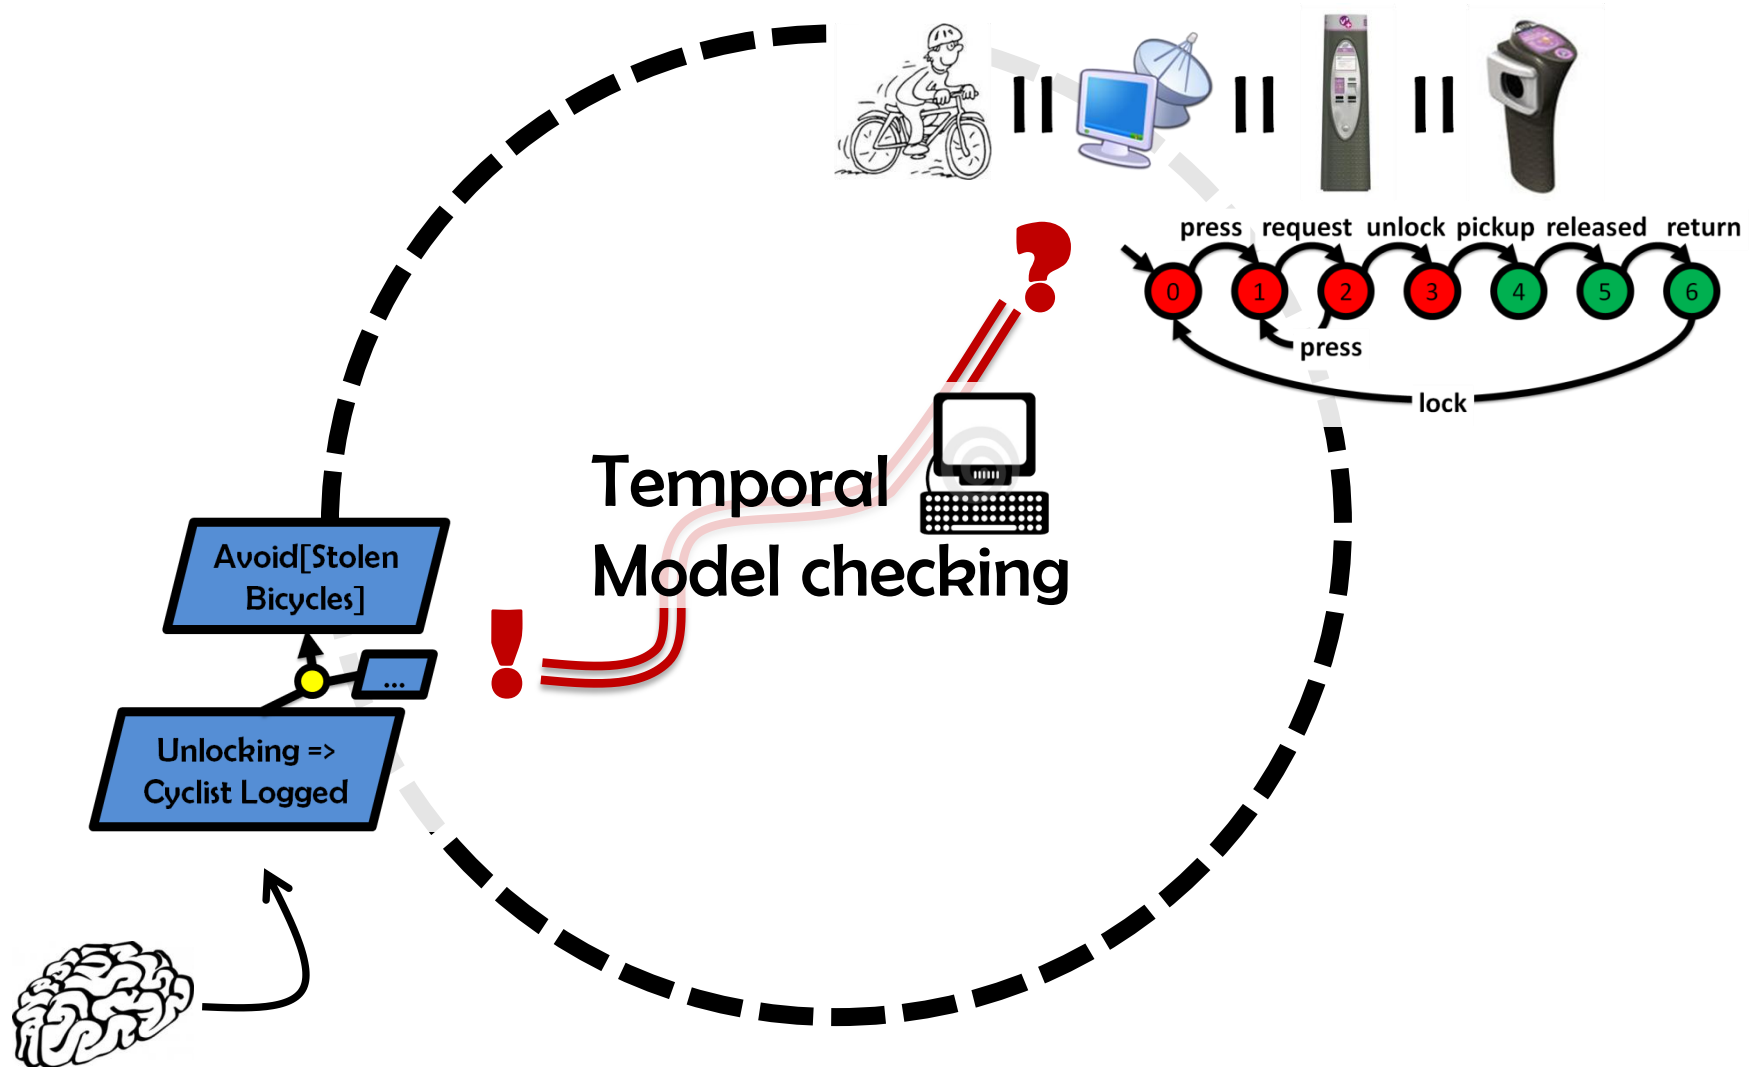 press request unlock pickup released return
0 1 2 3 4 5 6
press
lock
Temporal
Model checking
Avoid[Stolen
Bicycles]
...
Unlocking =>
Cyclist Logged